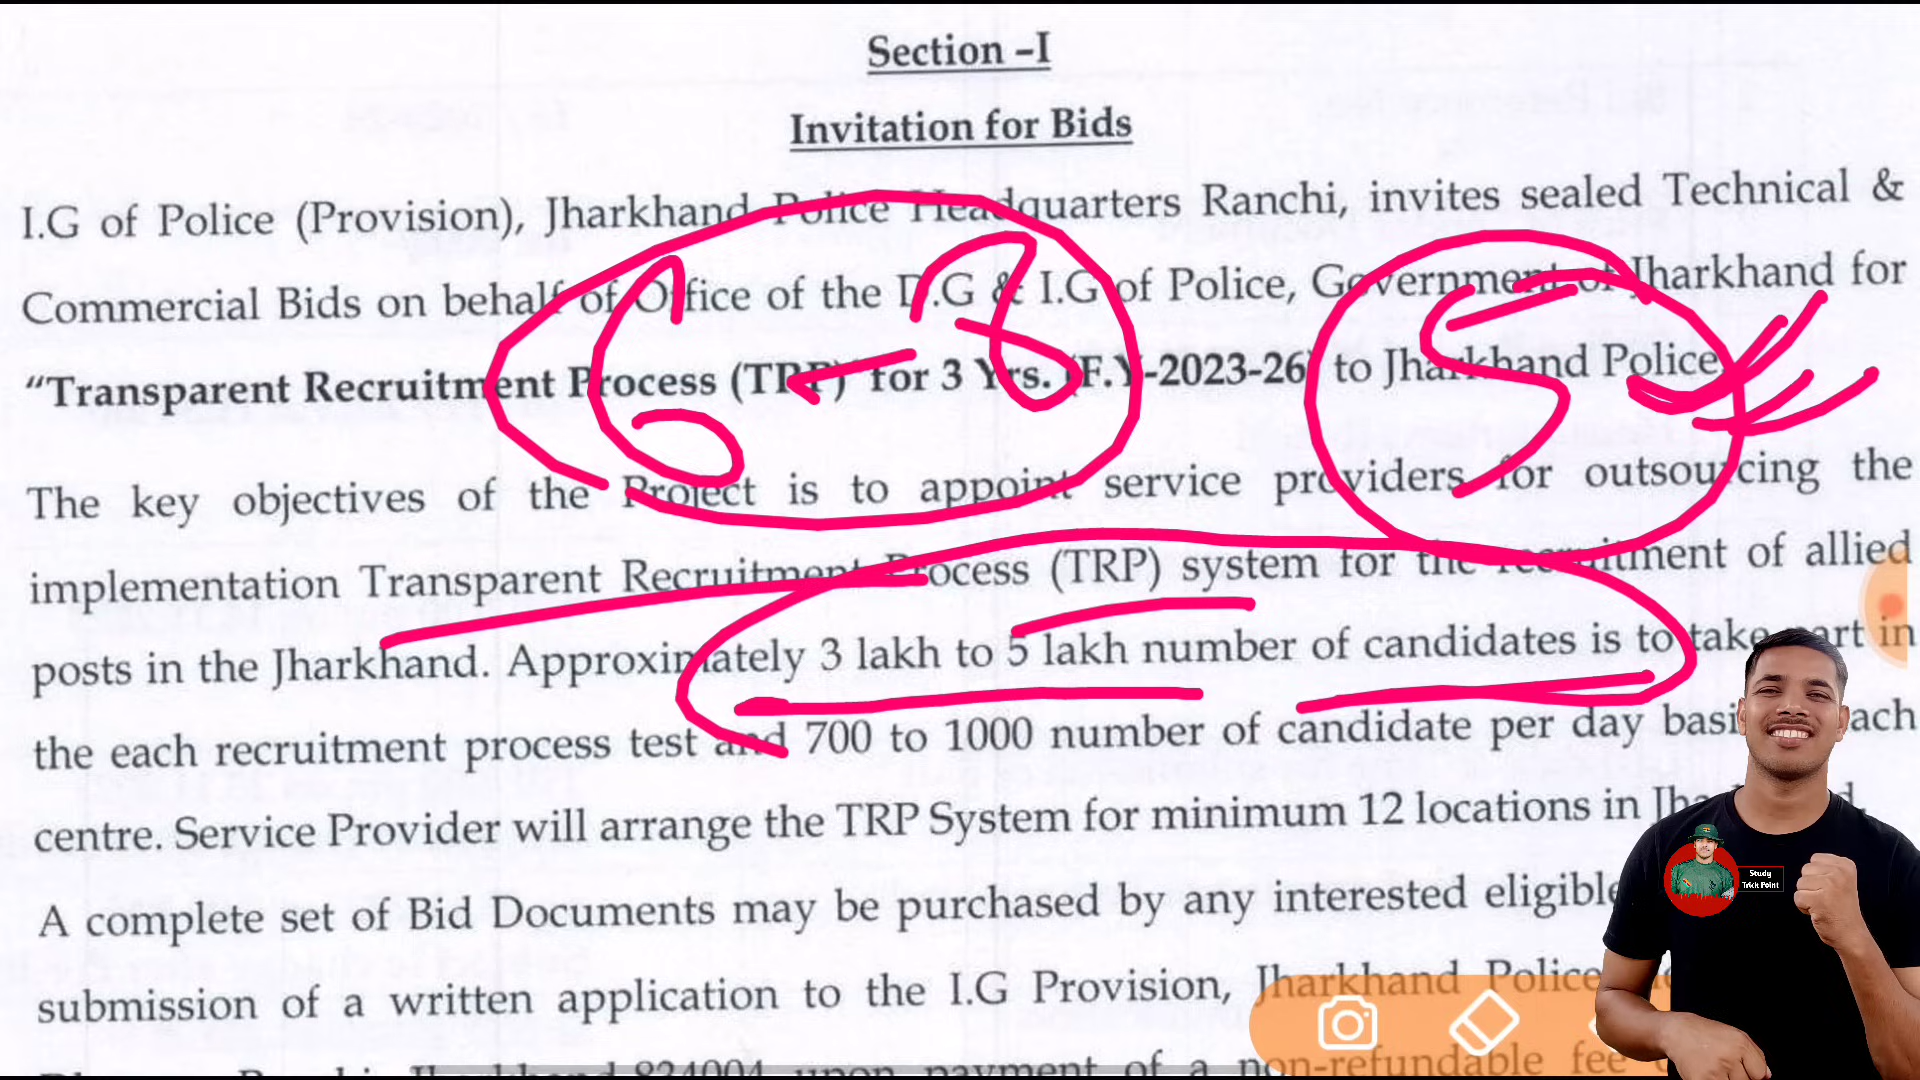 Section –I
Invitation for Bids
I.G of Police (Provision), Jharkhand Police Headquarters Ranchi, invites sealed Technical &
Commercial Bids on behalf of Office of the D.G & I.G of Police, Government of Jharkhand for
“Transparent Recruitment Process (TRP) for 3 Yrs. (F.Y-2023-26) to Jharkhand Police
The key objectives of the Project is to appoint service providers for outsourcing the
implementation Transparent Recruitment Process (TRP) system for the recruitment of allied
posts in the Jharkhand. Approximately 3 lakh to 5 lakh number of candidates is to take part in
the each recruitment process test and 700 to 1000 number of candidate per day basis
centre. Service Provider will arrange the TRP System for minimum 12 locations in
A complete set of Bid Documents may be purchased by any interested eligible
submission of a written application to the I.G Provision, Jharkhand Police
upon payment of a non-refundable fee
Study
Trick Point